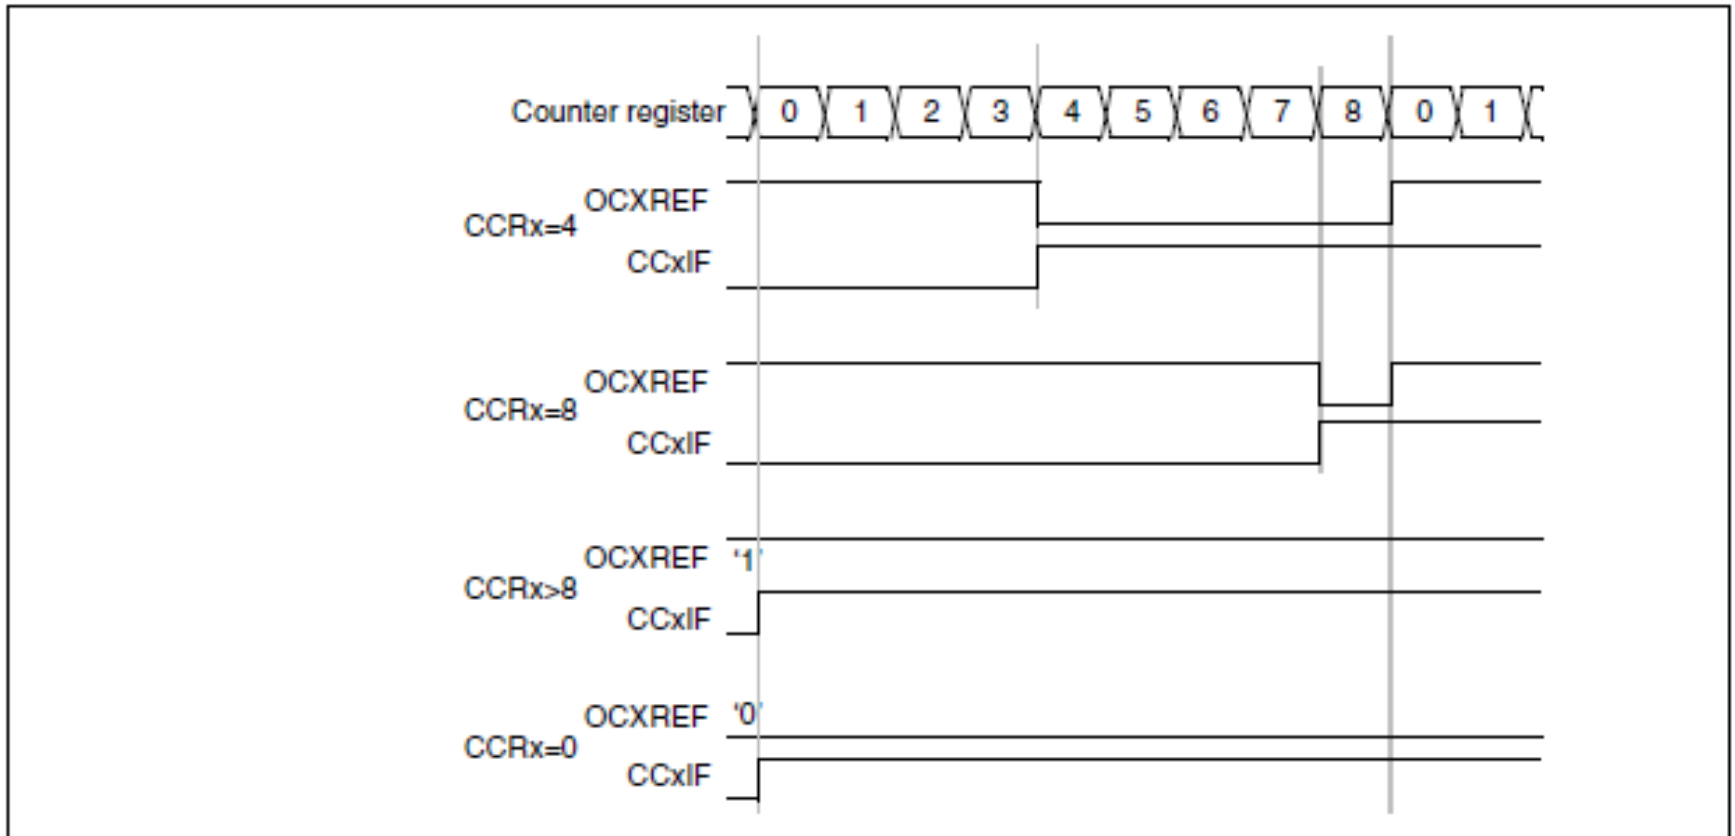 Counter register 0 1 2 3 4 5 6 7 8 0 1
OCXREF
CCRx=4
CCxIF
OCXREF
CCRx=8
CCxIF
OCXREF '1'
CCRx>8
CCxIF
OCXREF '0'
CCRx=0
CCxIF